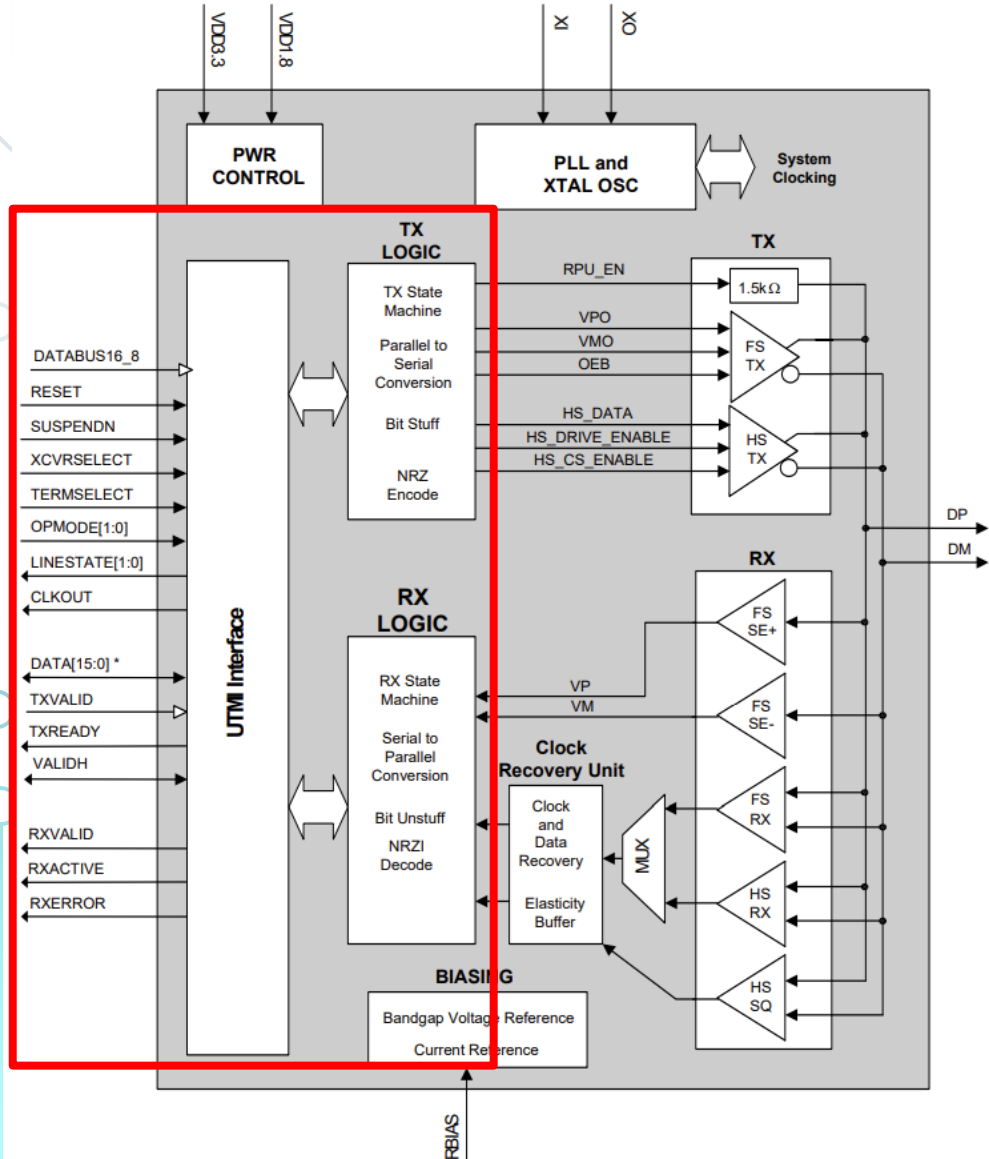 VDD3.3
VDD1.8
XI
XO
PWR
CONTROL
PLL and
XTAL OSC
System
Clocking
TX
LOGIC
TX State
Machine
Parallel to
Serial
Conversion
Bit Stuff
NRZ
Encode
RPU_EN
VPO
VMO
OEB
HS_DATA
HS_DRIVE_ENABLE
HS_CS_ENABLE
TX
1.5kΩ
FS
TX
HS
TX
DP
DM
DATABUS16_8
RESET
SUSPENDN
XCVRSELECT
TERMSELECT
OPMODE[1:0]
LINESTATE[1:0]
CLKOUT
DATA[15:0] *
TXVALID
TXREADY
VALIDH
RXVALID
RXACTIVE
RXERROR
UTMI Interface
RX
LOGIC
RX State
Machine
Serial to
Parallel
Conversion
Bit Unstuff
NRZI
Decode
VP
VM
Clock
Recovery Unit
Clock
and
Data
Recovery
Elasticity
Buffer
MUX
RX
FS
SE+
FS
SE-
FS
RX
HS
RX
HS
SQ
BIASING
Bandgap Voltage Reference
Current Reference
RBIAS